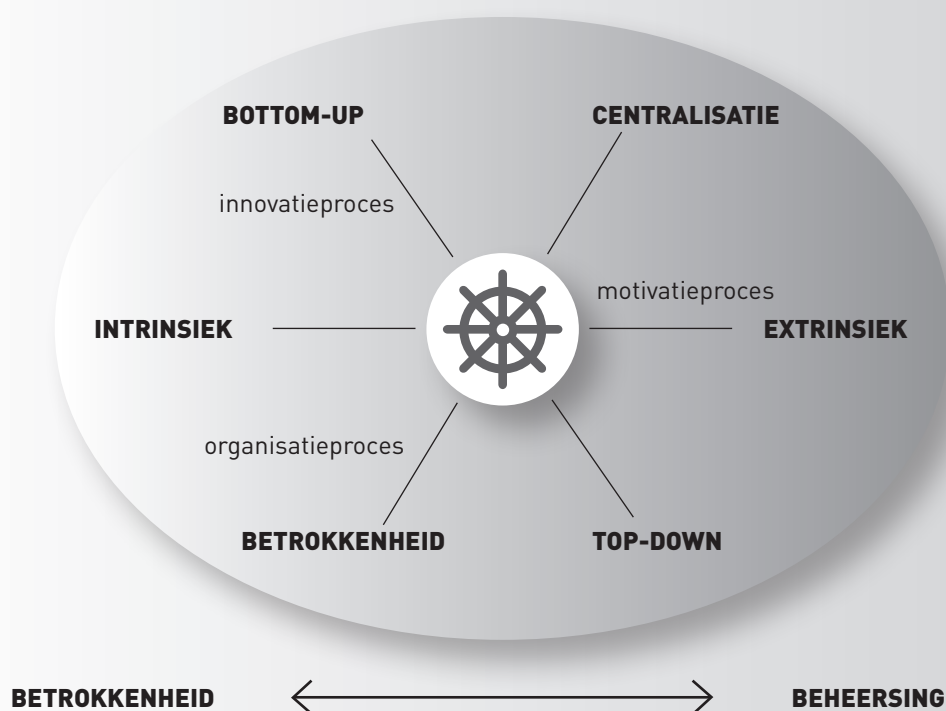 BOTTOM-UP
CENTRALISATIE
innovatieproces
motivatieproces
INTRINSIEK
EXTRINSIEK
organisatieproces
BETROKKENHEID
TOP-DOWN
BETROKKENHEID
BEHEERSING